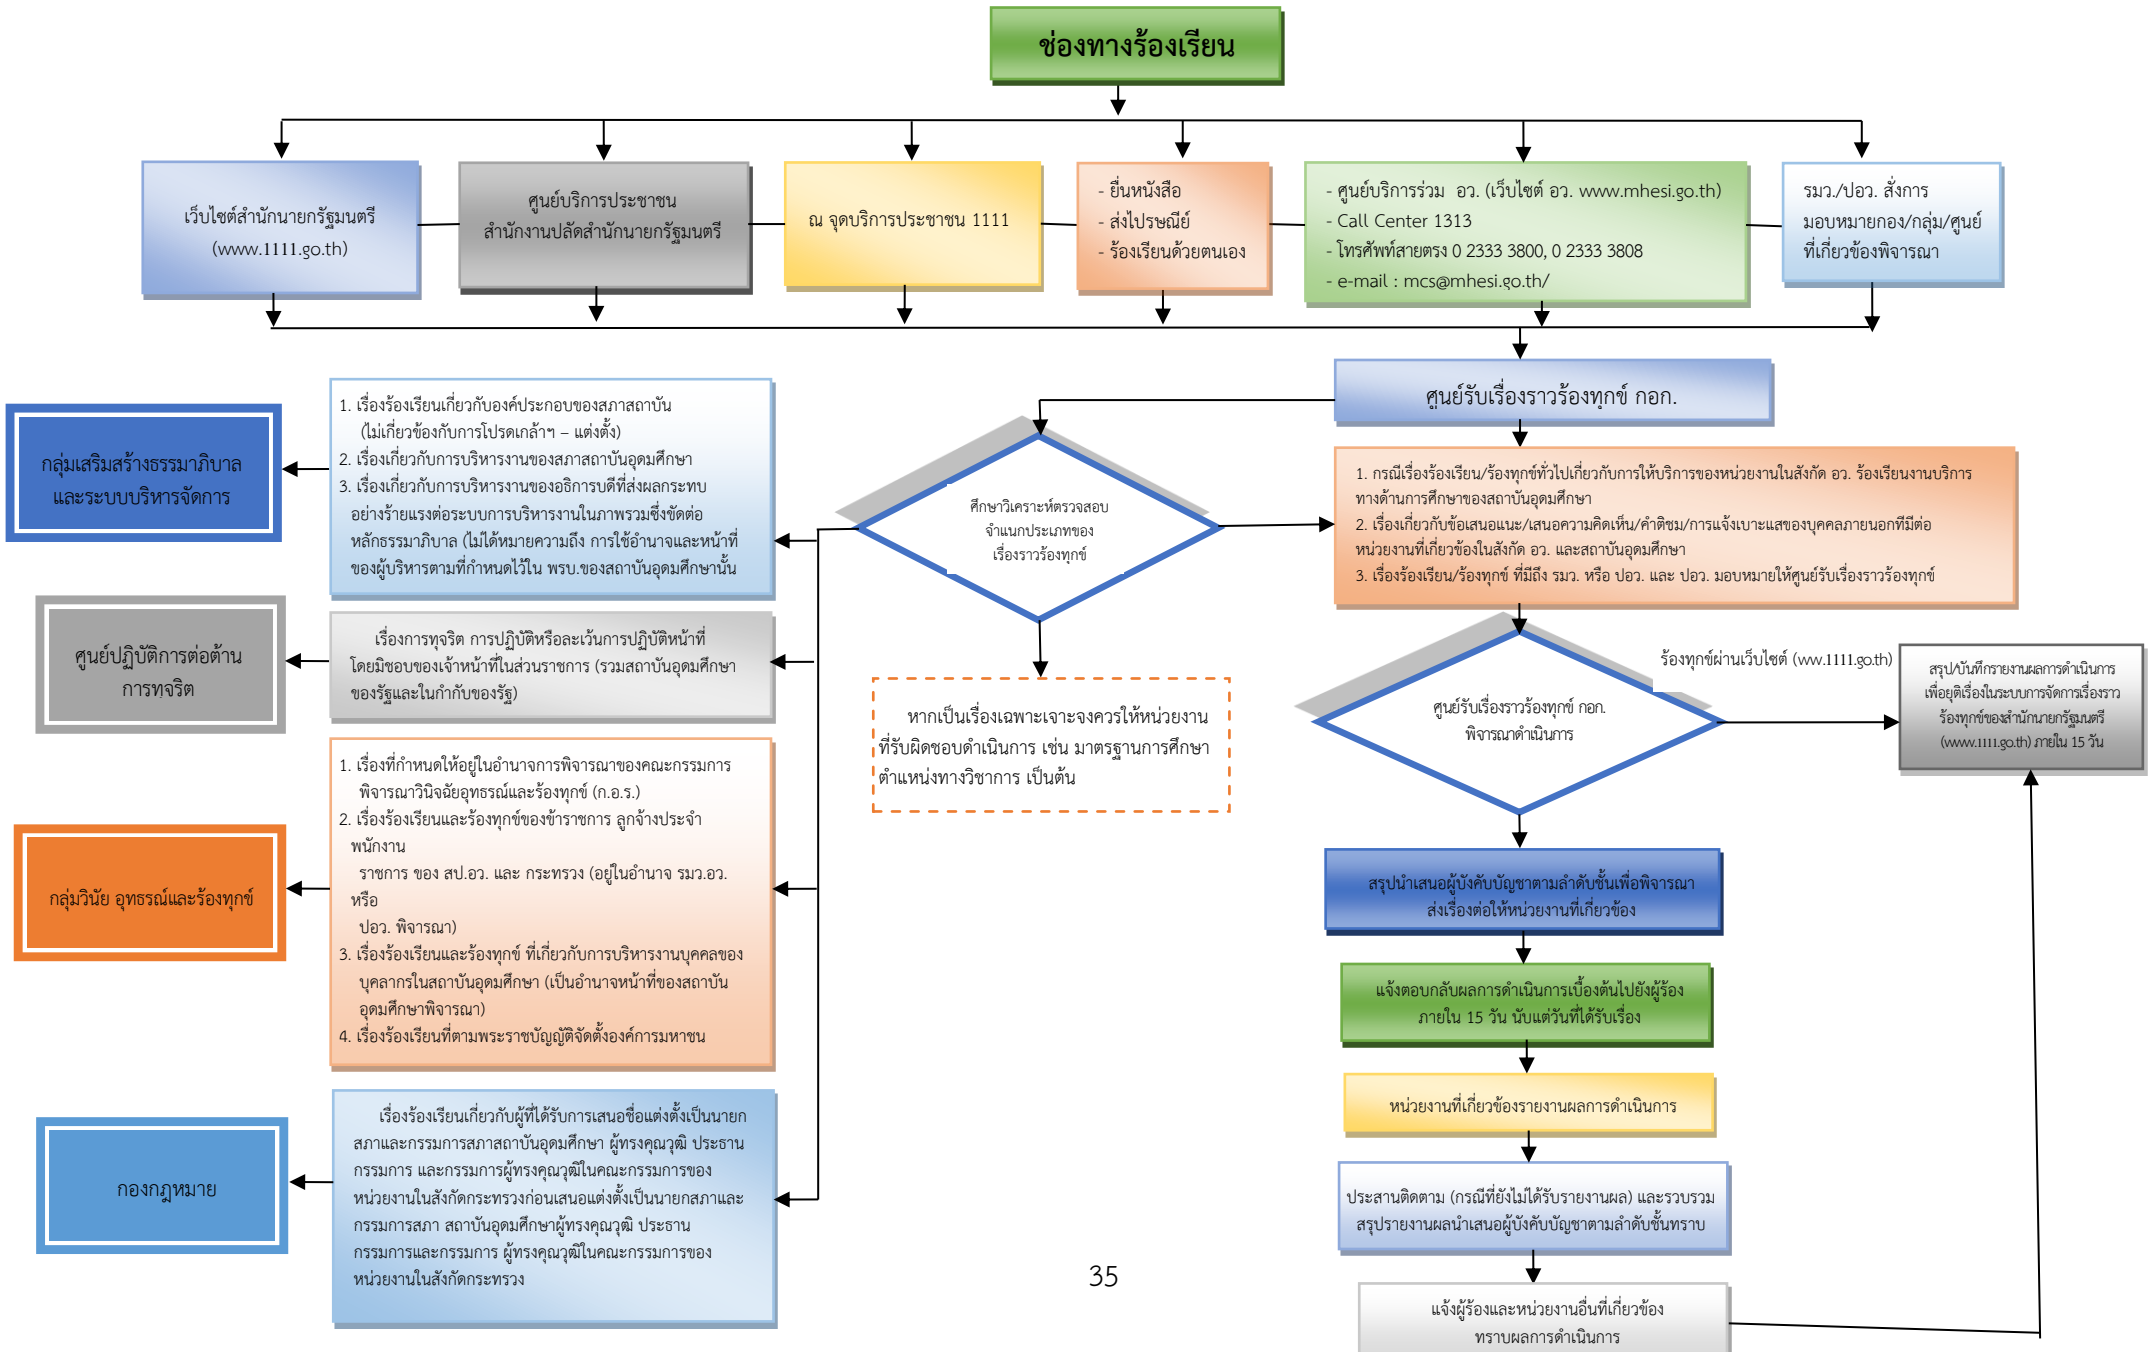 ช่องทางร้องเรียน
เว็บไซต์สำนักนายกรัฐมนตรี
(www.1111.go.th)
ศูนย์บริการประชาชน
สำนักงานปลัดสำนักนายกรัฐมนตรี
ณ จุดบริการประชาชน 1111
- ยื่นหนังสือ
- ส่งไปรษณีย์
- ร้องเรียนด้วยตนเอง
- ศูนย์บริการร่วม อว. (เว็บไซต์ อว. www.mhesi.go.th)
- Call Center 1313
- โทรศัพท์สายตรง 0 2333 3800, 0 2333 3808
- e-mail : mcs@mhesi.go.th/
รมว./ปอว. สั่งการ
มอบหมายกอง/กลุ่ม/ศูนย์
ที่เกี่ยวข้องพิจารณา
ศูนย์รับเรื่องราวร้องทุกข์ กอก.
กลุ่มเสริมสร้างธรรมาภิบาล
และระบบบริหารจัดการ
1. เรื่องร้องเรียนเกี่ยวกับองค์ประกอบของสภาสถาบัน
(ไม่เกี่ยวข้องกับการโปรดเกล้าฯ – แต่งตั้ง)
2. เรื่องเกี่ยวกับการบริหารงานของสภาสถาบันอุดมศึกษา
3. เรื่องเกี่ยวกับการบริหารงานของอธิการบดีที่ส่งผลกระทบ
อย่างร้ายแรงต่อระบบการบริหารงานในภาพรวมซึ่งขัดต่อ
หลักธรรมาภิบาล (ไม่ได้หมายความถึง การใช้อำนาจและหน้าที่
ของผู้บริหารตามที่กำหนดไว้ใน พรบ.ของสถาบันอุดมศึกษานั้น
ศึกษาวิเคราะห์ตรวจสอบ
จำแนกประเภทของ
เรื่องราวร้องทุกข์
1. กรณีเรื่องร้องเรียน/ร้องทุกข์ทั่วไปเกี่ยวกับการให้บริการของหน่วยงานในสังกัด อว. ร้องเรียนงานบริการ
ทางด้านการศึกษาของสถาบันอุดมศึกษา
2. เรื่องเกี่ยวกับข้อเสนอแนะ/เสนอความคิดเห็น/คำติชม/การแจ้งเบาะแสของบุคคลภายนอกที่มีต่อ
หน่วยงานที่เกี่ยวข้องในสังกัด อว. และสถาบันอุดมศึกษา
3. เรื่องร้องเรียน/ร้องทุกข์ ที่มีถึง รมว. หรือ ปอว. และ ปอว. มอบหมายให้ศูนย์รับเรื่องราวร้องทุกข์
ศูนย์ปฏิบัติการต่อต้าน
การทุจริต
เรื่องการทุจริต การปฏิบัติหรือละเว้นการปฏิบัติหน้าที่
โดยมิชอบของเจ้าหน้าที่ในส่วนราชการ (รวมสถาบันอุดมศึกษา
ของรัฐและในกำกับของรัฐ)
หากเป็นเรื่องเฉพาะเจาะจงควรให้หน่วยงาน
ที่รับผิดชอบดำเนินการ เช่น มาตรฐานการศึกษา
ตำแหน่งทางวิชาการ เป็นต้น
ศูนย์รับเรื่องราวร้องทุกข์ กอก.
พิจารณาดำเนินการ
ร้องทุกข์ผ่านเว็บไซต์ (ww.1111.go.th)
สรุป/บันทึกรายงานผลการดำเนินการ
เพื่อยุติเรื่องในระบบการจัดการเรื่องราว
ร้องทุกข์ของสำนักนายกรัฐมนตรี
(www.1111.go.th) ภายใน 15 วัน
กลุ่มวินัย อุทธรณ์และร้องทุกข์
1. เรื่องที่กำหนดให้อยู่ในอำนาจการพิจารณาของคณะกรรมการ
พิจารณาวินิจฉัยอุทธรณ์และร้องทุกข์ (ก.อ.ร.)
2. เรื่องร้องเรียนและร้องทุกข์ของข้าราชการ ลูกจ้างประจำ
พนักงาน
ราชการ ของ สป.อว. และ กระทรวง (อยู่ในอำนาจ รมว.อว.
หรือ
ปอว. พิจารณา)
3. เรื่องร้องเรียนและร้องทุกข์ ที่เกี่ยวกับการบริหารงานบุคคลของ
บุคลากรในสถาบันอุดมศึกษา (เป็นอำนาจหน้าที่ของสถาบัน
อุดมศึกษาพิจารณา)
4. เรื่องร้องเรียนที่ตามพระราชบัญญัติจัดตั้งองค์การมหาชน
สรุปนำเสนอผู้บังคับบัญชาตามลำดับชั้นเพื่อพิจารณา
ส่งเรื่องต่อให้หน่วยงานที่เกี่ยวข้อง
แจ้งตอบกลับผลการดำเนินการเบื้องต้นไปยังผู้ร้อง
ภายใน 15 วัน นับแต่วันที่ได้รับเรื่อง
หน่วยงานที่เกี่ยวข้องรายงานผลการดำเนินการ
กองกฎหมาย
เรื่องร้องเรียนเกี่ยวกับผู้ที่ได้รับการเสนอชื่อแต่งตั้งเป็นนายก
สภาและกรรมการสภาสถาบันอุดมศึกษา ผู้ทรงคุณวุฒิ ประธาน
กรรมการ และกรรมการผู้ทรงคุณวุฒิในคณะกรรมการของ
หน่วยงานในสังกัดกระทรวงก่อนเสนอแต่งตั้งเป็นนายกสภาและ
กรรมการสภา สถาบันอุดมศึกษาผู้ทรงคุณวุฒิ ประธาน
กรรมการและกรรมการ ผู้ทรงคุณวุฒิในคณะกรรมการของ
หน่วยงานในสังกัดกระทรวง
ประสานติดตาม (กรณีที่ยังไม่ได้รับรายงานผล) และรวบรวม
สรุปรายงานผลนำเสนอผู้บังคับบัญชาตามลำดับชั้นทราบ
แจ้งผู้ร้องและหน่วยงานอื่นที่เกี่ยวข้อง
ทราบผลการดำเนินการ
35